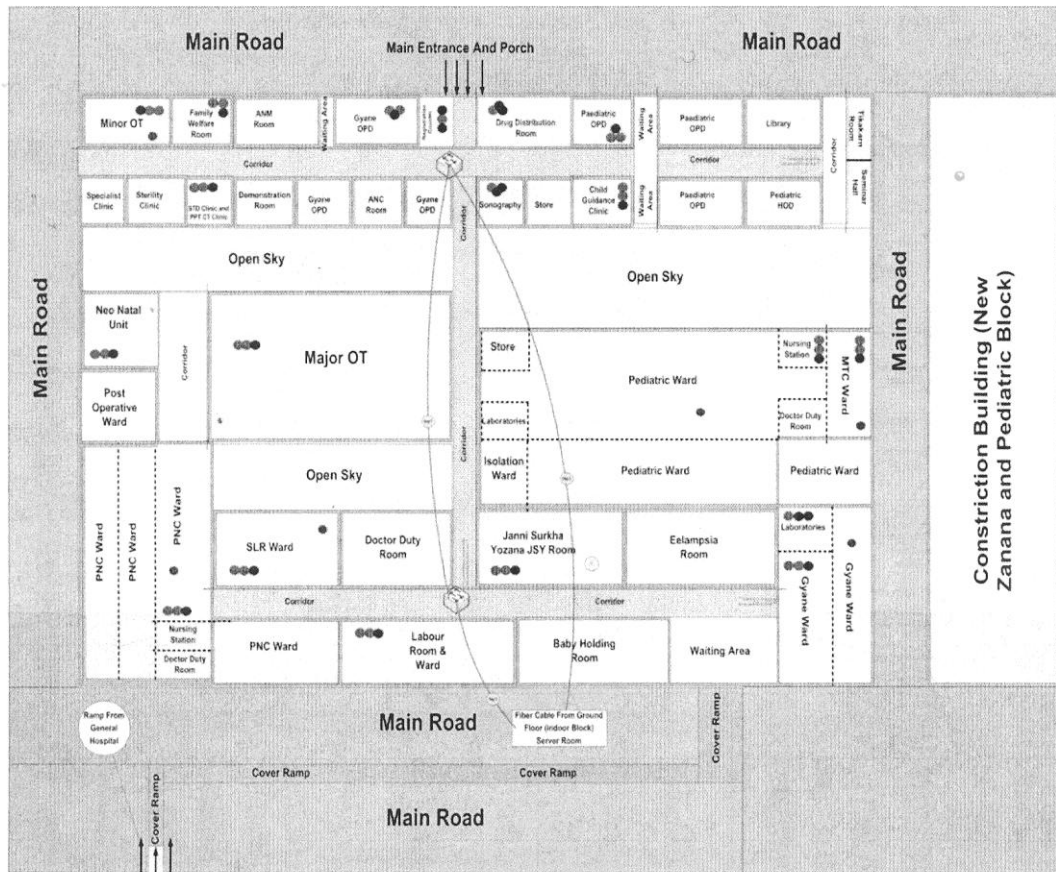 Main Road
Main Road
Main Entrance And Porch
Minor OT
Family
Welfare
Room
ANM
Room
Waiting Area
Gyane
OPD
Drug Distribution
Room
Paediatric
OPD
Waiting
Area
Paediatric
OPD
Library
Corridor
Room
Corridor
Corridor
Specialist
Clinic
Sterility
Clinic
STD Clinic and
PPT CT Clinic
Demonstration
Room
Gyane
OPD
ANC
Room
Gyane
OPD
Corridor
Sonography
Store
Child
Guidance
Clinic
Waiting
Area
Paediatric
OPD
Pediatric
HOD
Seminar
Hall
Open Sky
Open Sky
Main Road
Main Road
Constriction Building (New
Zanana and Pediatric Block)
Neo Natal
Unit
Corridor
Major OT
Post
Operative
Ward
Store
Pediatric Ward
Nursing
Station
MTC Ward
Laboratories
Doctor Duty
Room
Corridor
Isolation
Ward
Pediatric Ward
Pediatric Ward
Open Sky
PNC Ward
PNC Ward
PNC Ward
SLR Ward
Doctor Duty
Room
Janni Surkha
Yozana JSY Room
Eelampsia
Room
Laboratories
Gyane Ward
Gyane Ward
Corridor
Corridor
Nursing
Station
Doctor Duty
Room
PNC Ward
Labour
Room &
Ward
Baby Holding
Room
Waiting Area
Ramp From
General
Hospital
Main Road
Fiber Cable From Ground
Floor (indoor Block)
Server Room
Cover Ramp
Cover Ramp
Cover Ramp
Cover Ramp
Main Road